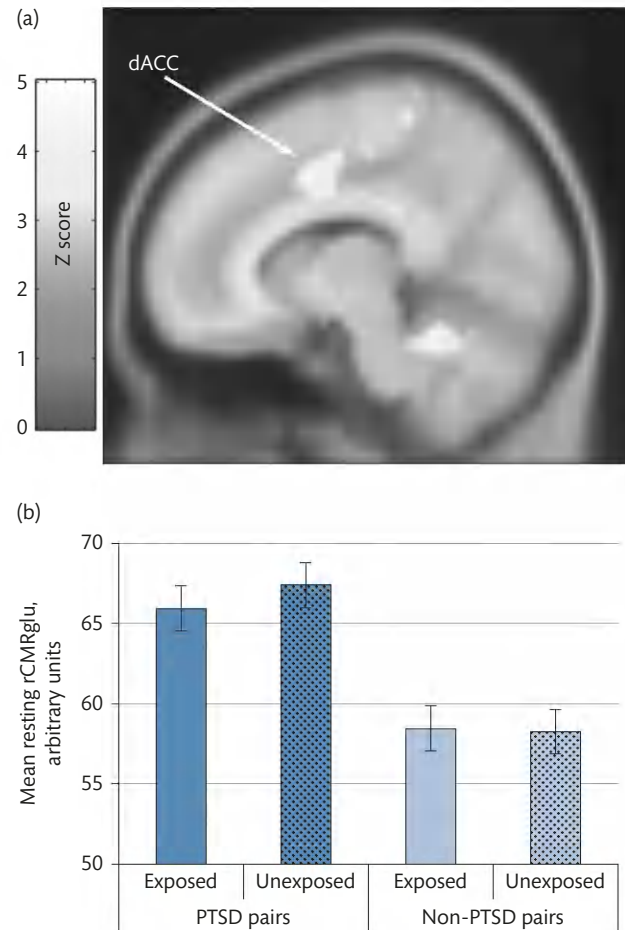 (a)
dACC
5
4
3
2
1
0
Z score
(b)
70
65
60
55
50
Mean resting rCMRglu,
arbitrary units
Exposed
Unexposed
Exposed
Unexposed
PTSD pairs
Non-PTSD pairs